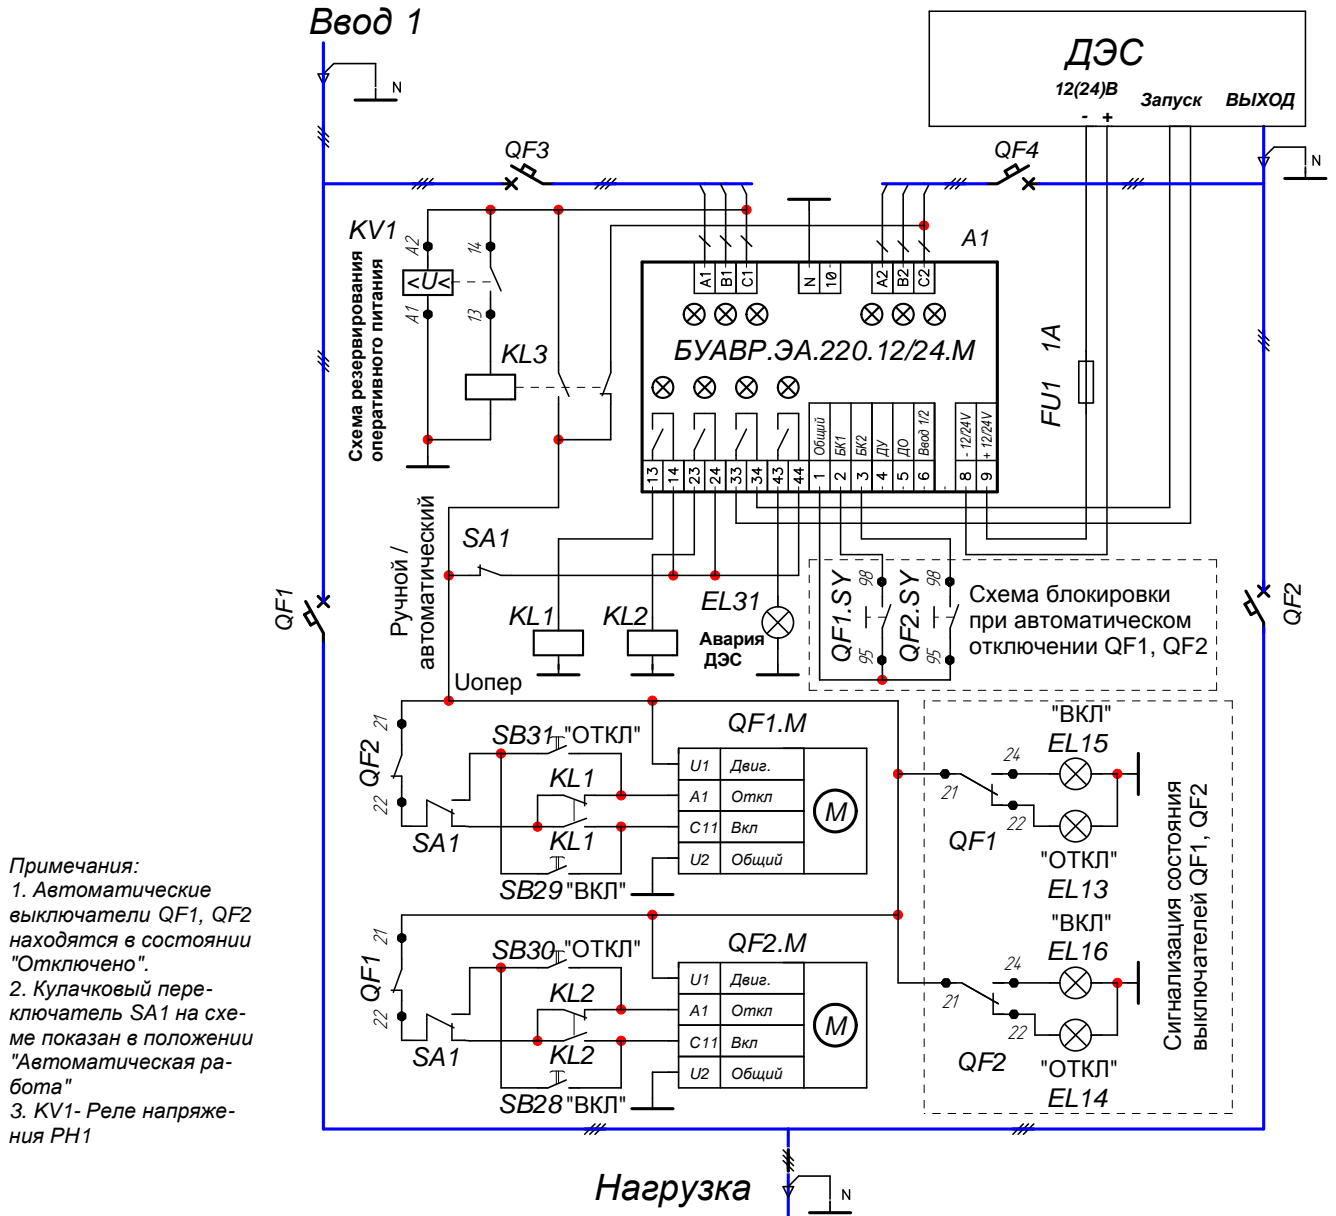 Ввод 1
N
ДЭС
12(24)В
Запуск
ВЫХОД
- +
N
QF3
QF4
KV1
A2
14
<U<
A1
13
KL3
Схема резервирования
оперативного питания
A1
A1
B1
C1
N
10
A2
B2
C2
БУАВР.ЭА.220.12/24.М
Общий
БК1
БК2
ДУ
ДО
Ввод 1/2
- 12/24V
+ 12/24V
13
14
23
24
33
34
43
44
1
2
3
4
5
6
8
9
FU1 1A
Ручной /
автоматический
SA1
QF1
QF2
KL1
KL2
EL31
Авария
ДЭС
QF1.SY
98
95
QF2.SY
98
95
Схема блокировки
при автоматическом
отключении QF1, QF2
Uопер
21
QF2
22
SA1
SB31 "ОТКЛ"
KL1
KL1
SB29 "ВКЛ"
QF1.M
U1 Двиг.
A1 Откл
C11 Вкл
U2 Общий
M
21
QF1
22
SA1
SB30 "ОТКЛ"
KL2
KL2
SB28 "ВКЛ"
QF2.M
U1 Двиг.
A1 Откл
C11 Вкл
U2 Общий
M
"ВКЛ"
EL15
24
21
22
QF1
"ОТКЛ"
EL13
"ВКЛ"
EL16
24
21
22
QF2
"ОТКЛ"
EL14
Сигнализация состояния
выключателей QF1, QF2
Примечания:
1. Автоматические
выключатели QF1, QF2
находятся в состоянии
"Отключено".
2. Кулачковый пере-
ключатель SA1 на схе-
ме показан в положении
"Автоматическая ра-
бота"
3. KV1- Реле напряже-
ния РН1
Нагрузка
N